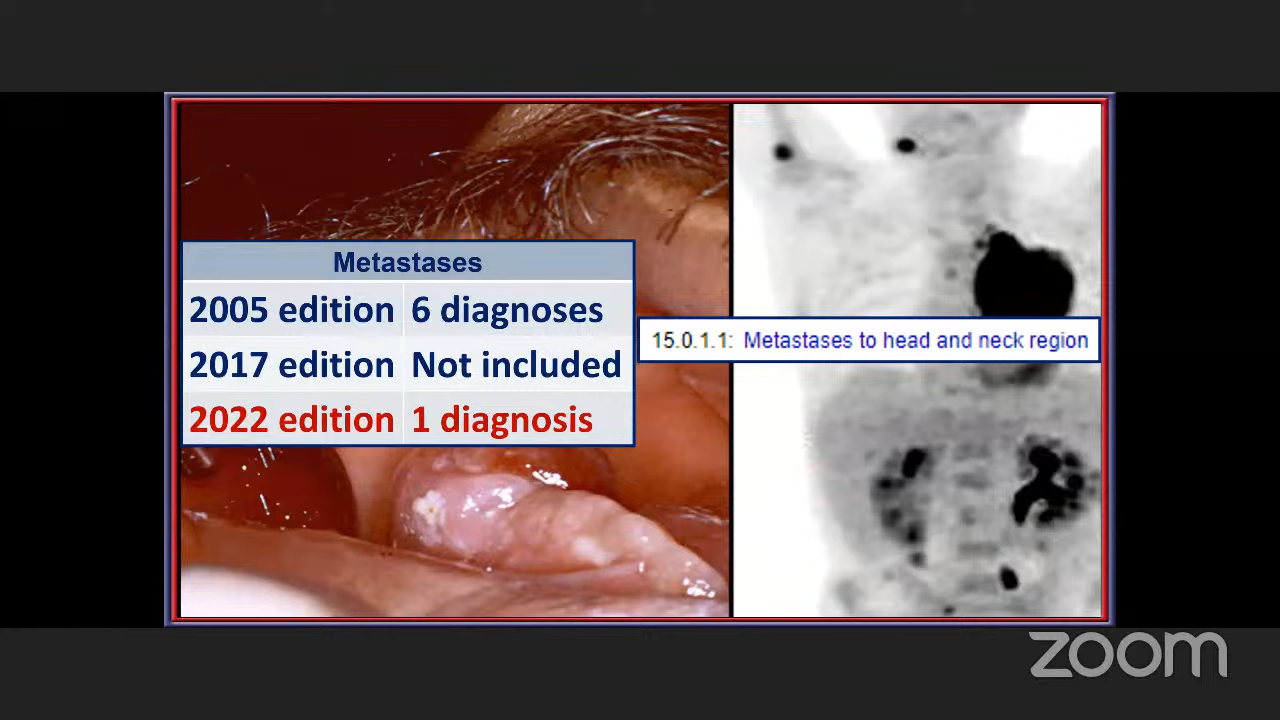 Metastases
2005 edition 6 diagnoses
2017 edition Not included
2022 edition 1 diagnosis
15.0.1.1: Metastases to head and neck region
zoom